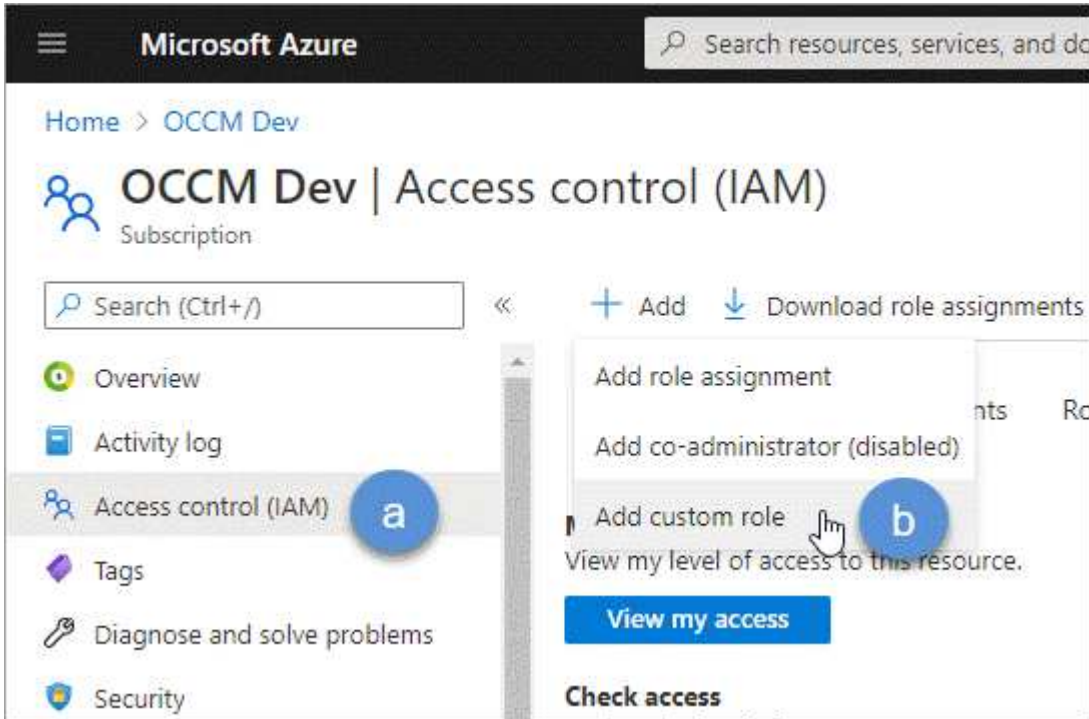 Microsoft Azure
Search resources, services, and do
Home > OCCM Dev
OCCM Dev | Access control (IAM)
Subscription
Search (Ctrl+/)
«
+ Add
Download role assignments
Overview
Activity log
Access control (IAM)
a
Tags
Diagnose and solve problems
Security
Add role assignment
Add co-administrator (disabled)
Add custom role
b
View my level of access to this resource.
View my access
Check access